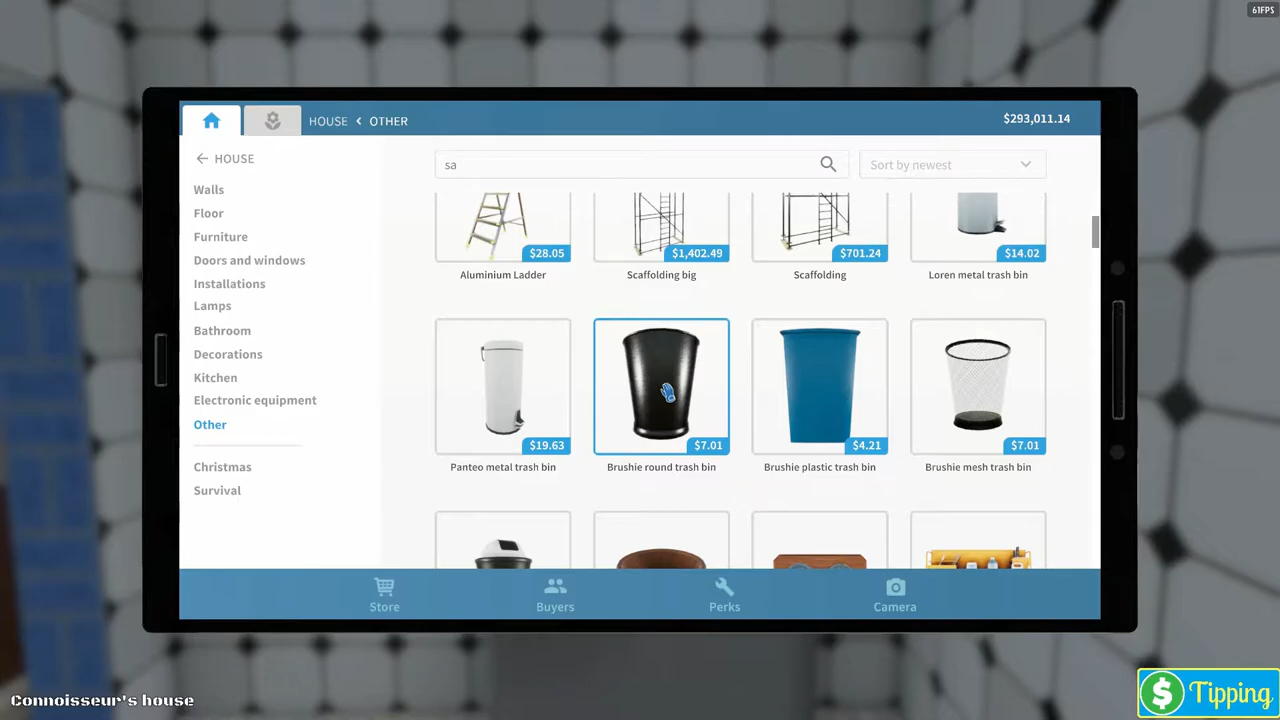 61FPS
HOUSE < OTHER
$293,011.14
HOUSE
sa
Sort by newest
Walls
Floor
Furniture
Doors and windows
Installations
Lamps
Bathroom
Decorations
Kitchen
Electronic equipment
Other
Christmas
Survival
$28.05
$1,402.49
$701.24
$14.02
Aluminium Ladder
Scaffolding big
Scaffolding
Loren metal trash bin
$19.63
$7.01
$4.21
$7.01
Panteo metal trash bin
Brushie round trash bin
Brushie plastic trash bin
Brushie mesh trash bin
Store
Buyers
Perks
Camera
Connoisseur's house
$ Tipping